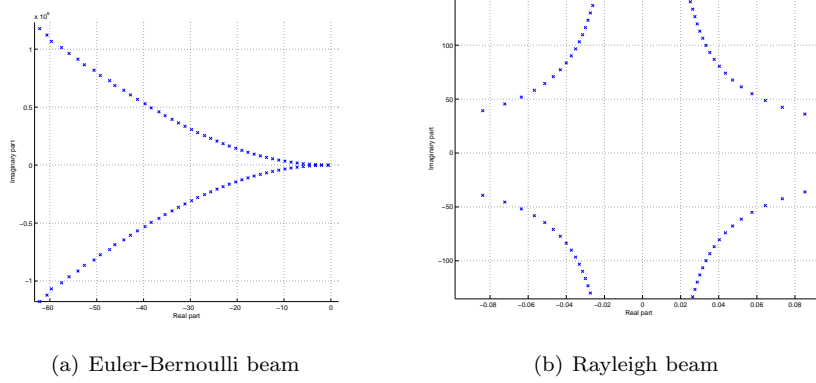 x 10⁶
1
0.5
0
−0.5
−1
−60 −50 −40 −30 −20 −10 0
Imaginary part
Real part
(a) Euler-Bernoulli beam
100
50
0
−50
−100
−0.08 −0.06 −0.04 −0.02 0 0.02 0.04 0.06 0.08
Imaginary part
Real part
(b) Rayleigh beam